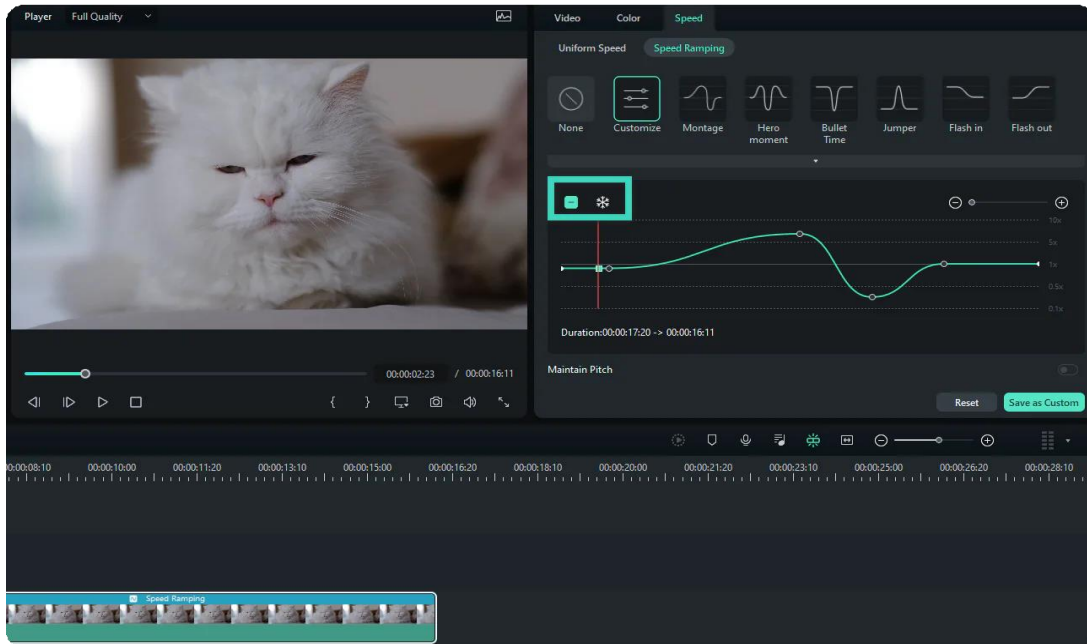 Player Full Quality
Video Color Speed
Uniform Speed Speed Ramping
None Customize Montage Hero moment Bullet Time Jumper Flash in Flash out
10x
5x
1x
0.5x
0.1x
Duration:00:00:17:20 -> 00:00:16:11
00:00:02:23 / 00:00:16:11
Maintain Pitch
Reset Save as Custom
0:00:08:10 00:00:10:00 00:00:11:20 00:00:13:10 00:00:15:00 00:00:16:20 00:00:18:10 00:00:20:00 00:00:21:20 00:00:23:10 00:00:25:00 00:00:26:20 00:00:28:10
Speed Ramping